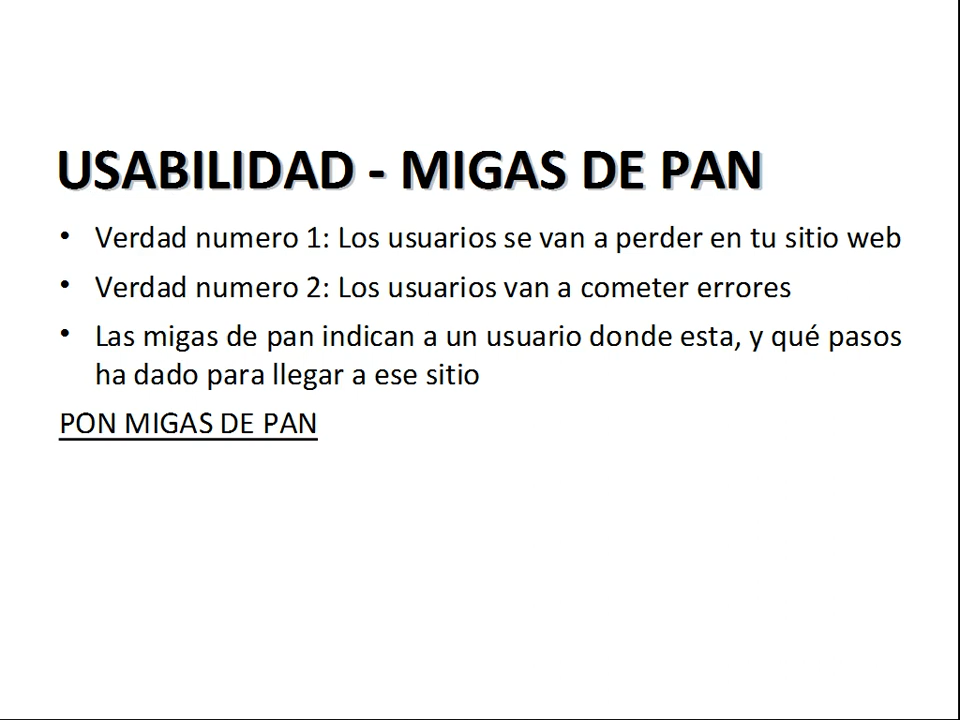 USABILIDAD - MIGAS DE PAN
• Verdad numero 1: Los usuarios se van a perder en tu sitio web
• Verdad numero 2: Los usuarios van a cometer errores
• Las migas de pan indican a un usuario donde esta, y qué pasos
ha dado para llegar a ese sitio
PON MIGAS DE PAN